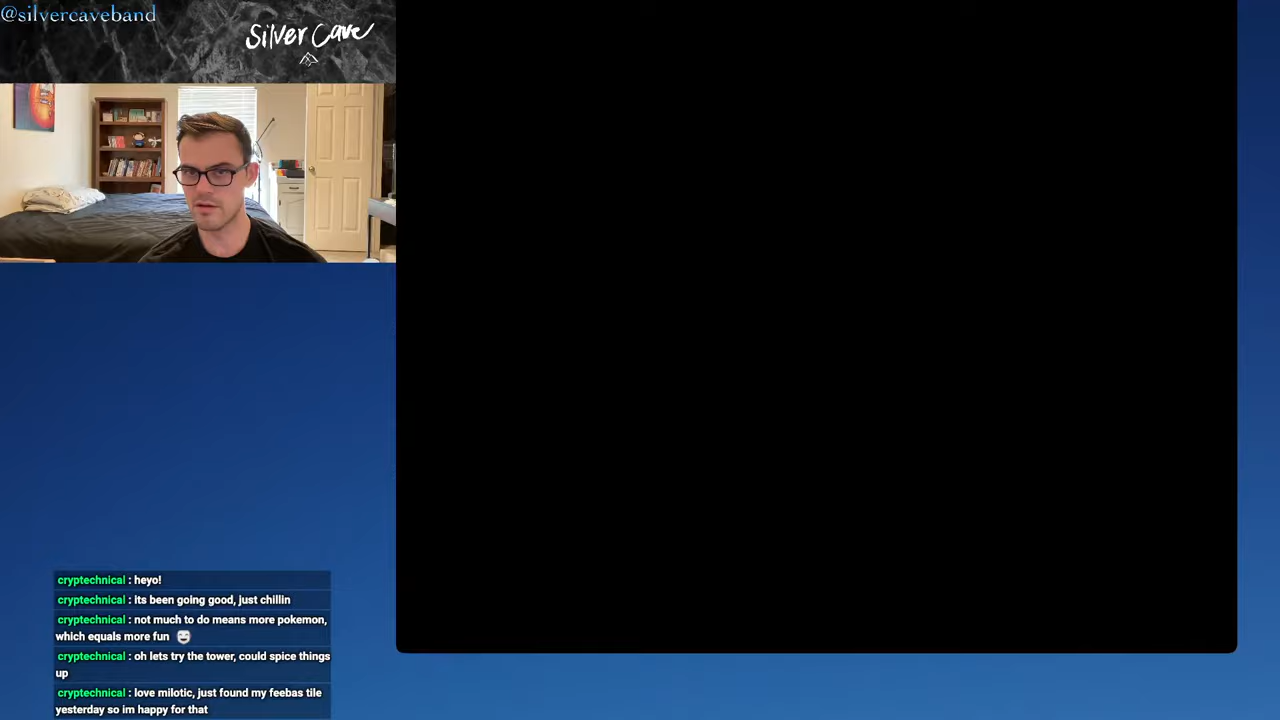 @silvercaveband
Silver Cave
cryptechnical : heyo!
cryptechnical : its been going good, just chillin
cryptechnical : not much to do means more pokemon,
which equals more fun
cryptechnical : oh lets try the tower, could spice things
up
cryptechnical : love milotic, just found my feebas tile
yesterday so im happy for that